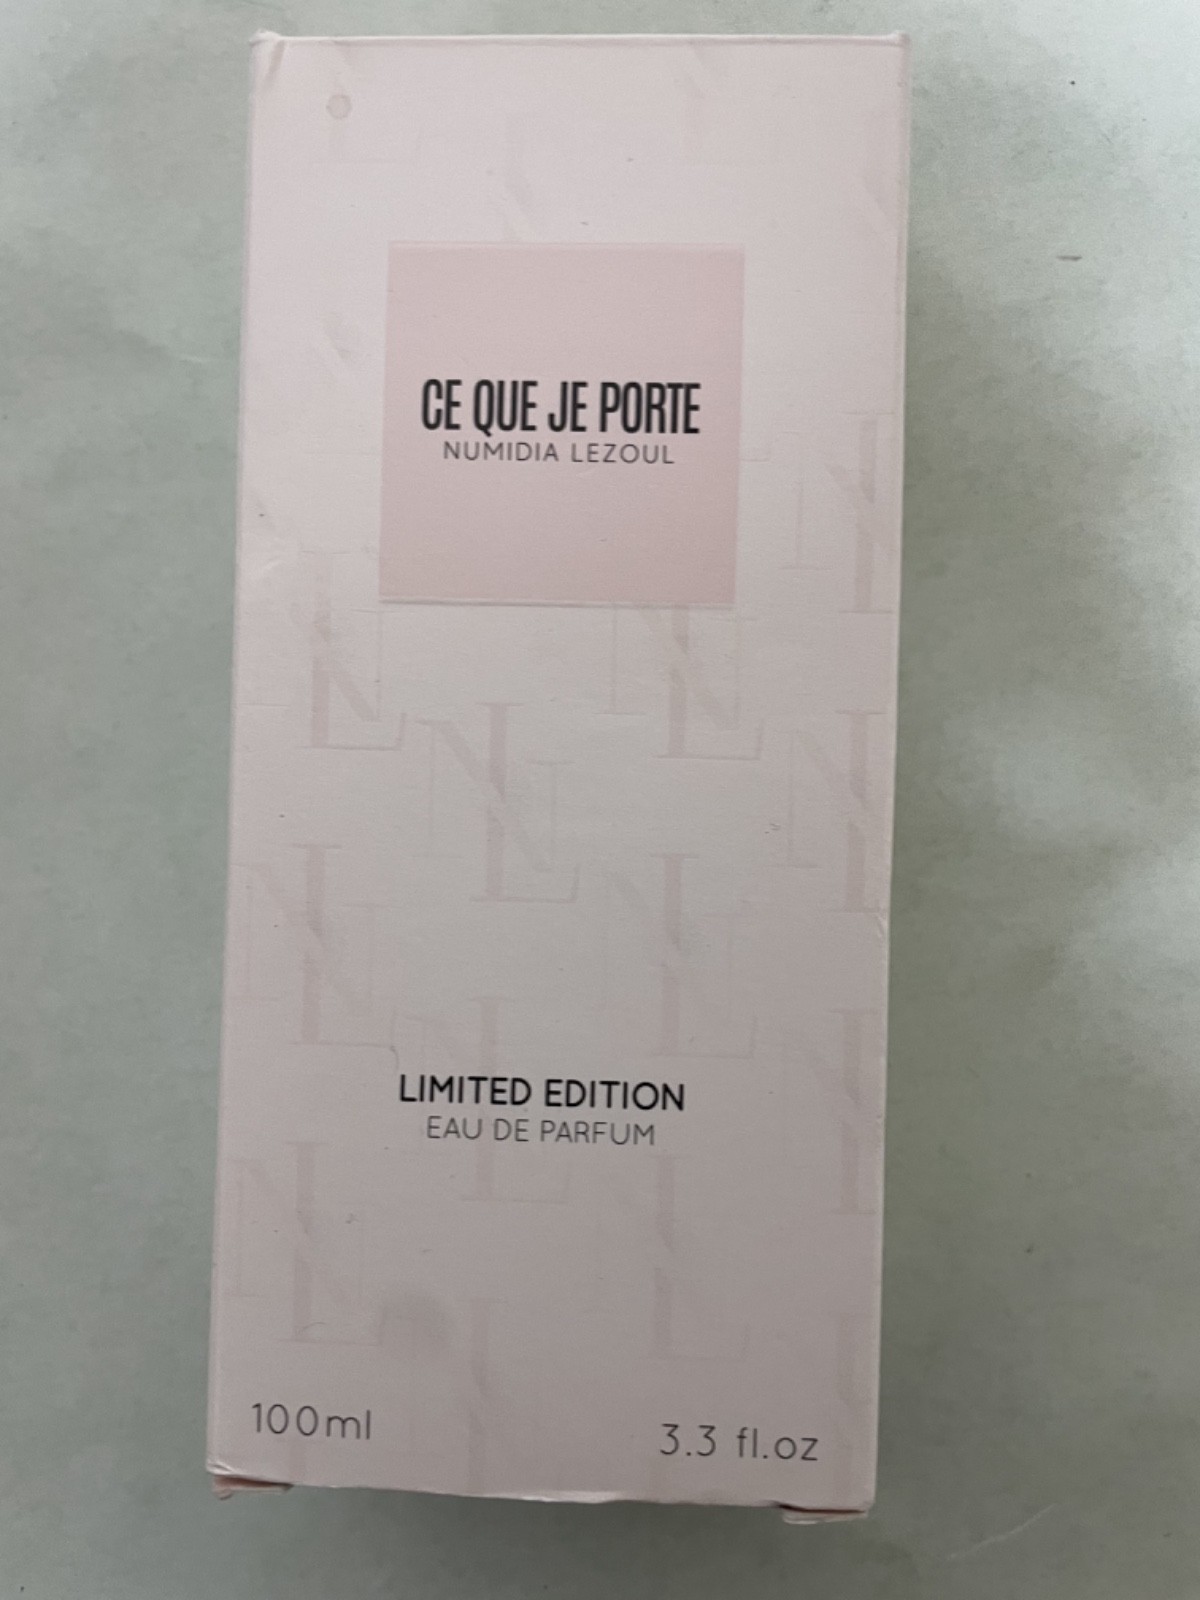 CE QUE JE PORTE
NUMIDIA LEZOUL
LIMITED EDITION
EAU DE PARFUM
100ml
3.3 fl.oz